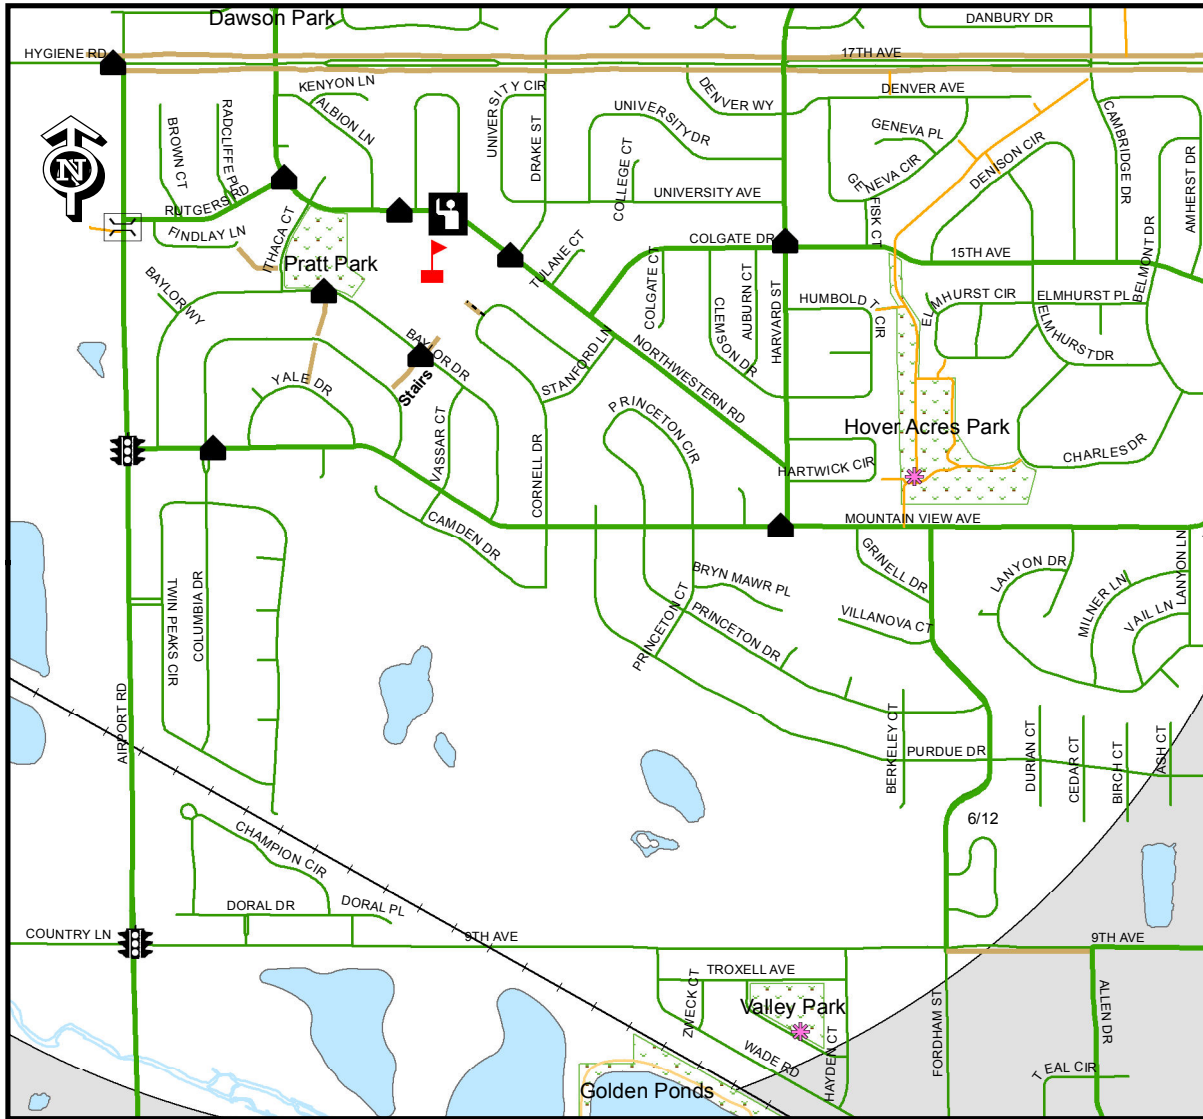 Dawson Park
DANBURY DR
HYGIENE RD
17TH AVE
KENYON LN
ALBION LN
UNIVERSITY CIR
DRAKE ST
DENVER WY
DENVER AVE
UNIVERSITY DR
GENEVA PL
GENEVA CIR
DENISON CIR
CAMBRIDGE DR
AMHERST DR
BROWN CT
RADCLIFFE PL
COLLEGE CT
N
UNIVERSITY AVE
RUTGERS RD
FINDLAY LN
ITHACA CT
FISK CT
COLGATE DR
15TH AVE
BELMONT DR
TULANE CT
Pratt Park
BAYLOR WY
COLGATE CT
AUBURN CT
CLEMSON DR
HARVARD ST
HUMBOLDT CIR
ELMHURST CIR
ELMHURST PL
ELMHURST DR
BAYLOR DR
Stairs
STANFORD LN
NORTHWESTERN RD
YALE DR
VASSAR CT
PRINCETON CIR
Hover Acres Park
CHARLES DR
HARTWICK CIR
CORNELL DR
CAMDEN DR
MOUNTAIN VIEW AVE
GRINELL DR
LANYON DR
LANYON LN
MILNER LN
VAIL LN
TWIN PEAKS CIR
COLUMBIA DR
BRYN MAWR PL
PRINCETON CT
PRINCETON DR
VILLANOVA CT
AIRPORT RD
BERKELEY CT
PURDUE DR
DURIAN CT
CEDAR CT
BIRCH CT
ASH CT
6/12
CHAMPION CIR
DORAL DR
DORAL PL
COUNTRY LN
9TH AVE
9TH AVE
TROXELL AVE
ZWECK CT
Valley Park
WADE RD
HAYDEN CT
FORDHAM ST
ALLEN DR
TEAL CIR
Golden Ponds